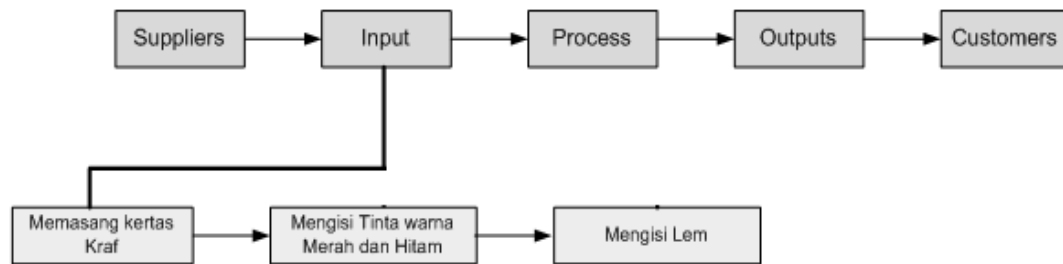 Suppliers
Input
Process
Outputs
Customers
Memasang kertas
Kraf
Mengisi Tinta warna
Merah dan Hitam
Mengisi Lem